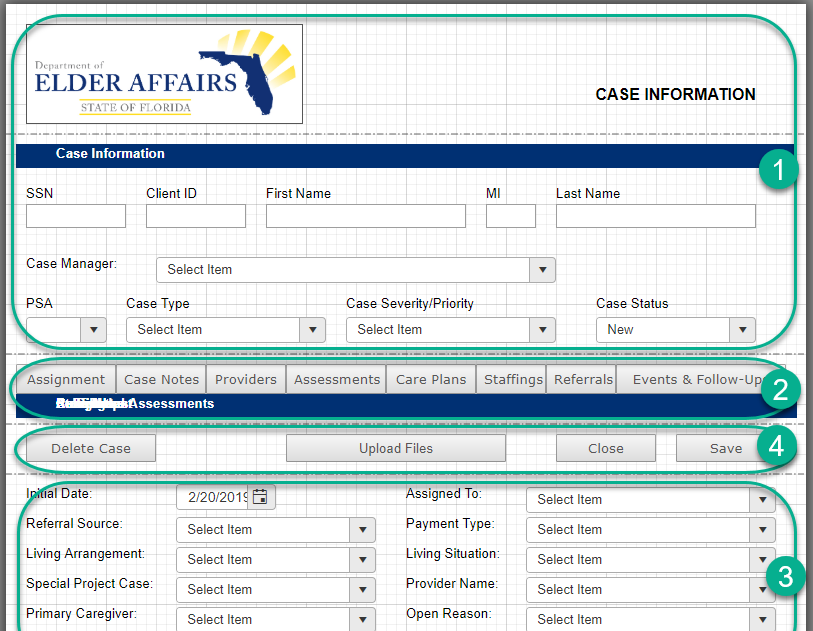 Department of
ELDER AFFAIRS
STATE OF FLORIDA
CASE INFORMATION
Case Information
1
SSN Client ID First Name MI Last Name
Case Manager: Select Item
PSA Case Type Case Severity/Priority Case Status
Select Item Select Item New
Assignment Case Notes Providers Assessments Care Plans Staffings Referrals Events & Follow-Up
2
Assessments
Delete Case Upload Files Close Save
4
Initial Date: 2/20/2019 Assigned To: Select Item
Referral Source: Select Item Payment Type: Select Item
Living Arrangement: Select Item Living Situation: Select Item
Special Project Case: Select Item Provider Name: Select Item
3
Primary Caregiver: Select Item Open Reason: Select Item